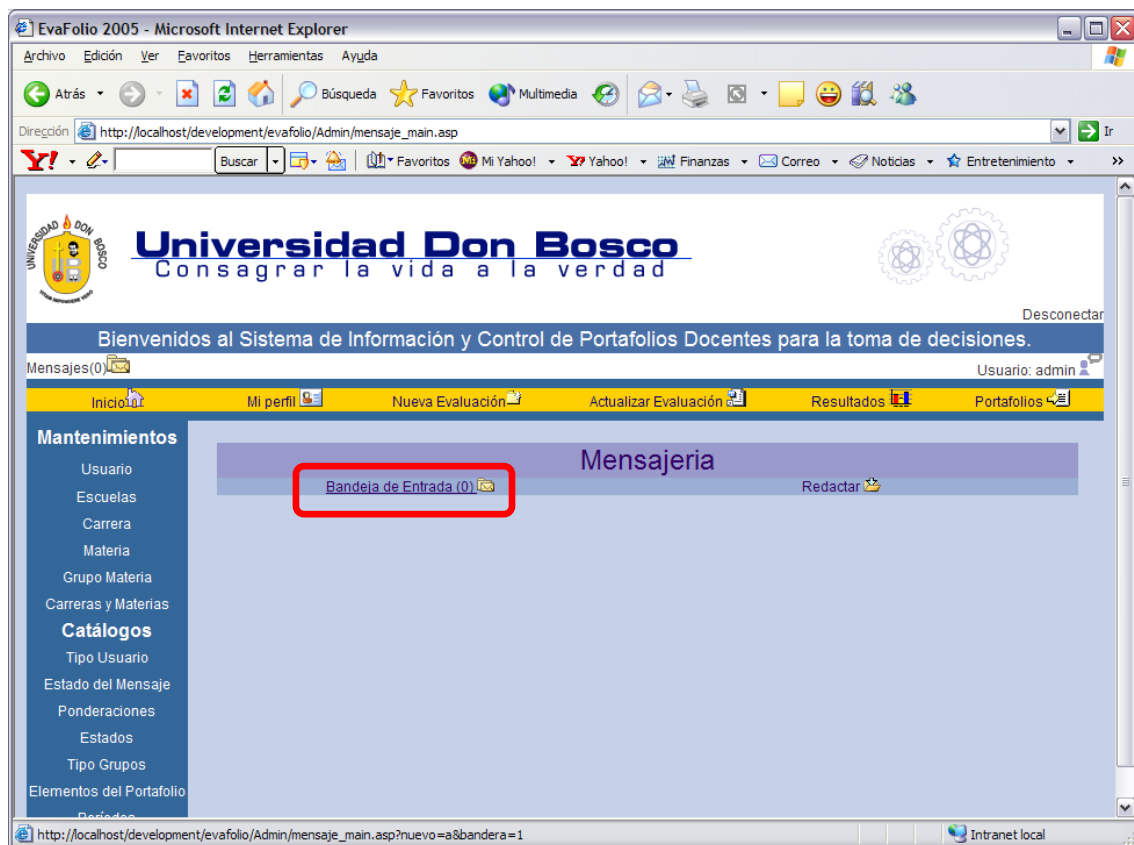 EvaFolio 2005 - Microsoft Internet Explorer
Archivo Edición Ver Favoritos Herramientas Ayuda
Atrás Búsqueda Favoritos Multimedia
Dirección http://localhost/development/evafolio/Admin/mensaje_main.asp Ir
Y! Buscar Favoritos Mi Yahoo! Yahoo! Finanzas Correo Noticias Entretenimiento »
UNIVERSIDAD DON BOSCO
Universidad Don Bosco
Consagrar la vida a la verdad
Desconectar
Bienvenidos al Sistema de Información y Control de Portafolios Docentes para la toma de decisiones.
Mensajes(0) Usuario: admin
Inicio Mi perfil Nueva Evaluación Actualizar Evaluación Resultados Portafolios
Mantenimientos
Usuario
Escuelas
Carrera
Materia
Grupo Materia
Carreras y Materias
Catálogos
Tipo Usuario
Estado del Mensaje
Ponderaciones
Estados
Tipo Grupos
Elementos del Portafolio
Períodos
Mensajeria
Bandeja de Entrada (0) Redactar
http://localhost/development/evafolio/Admin/mensaje_main.asp?nuevo=a&bandera=1 Intranet local